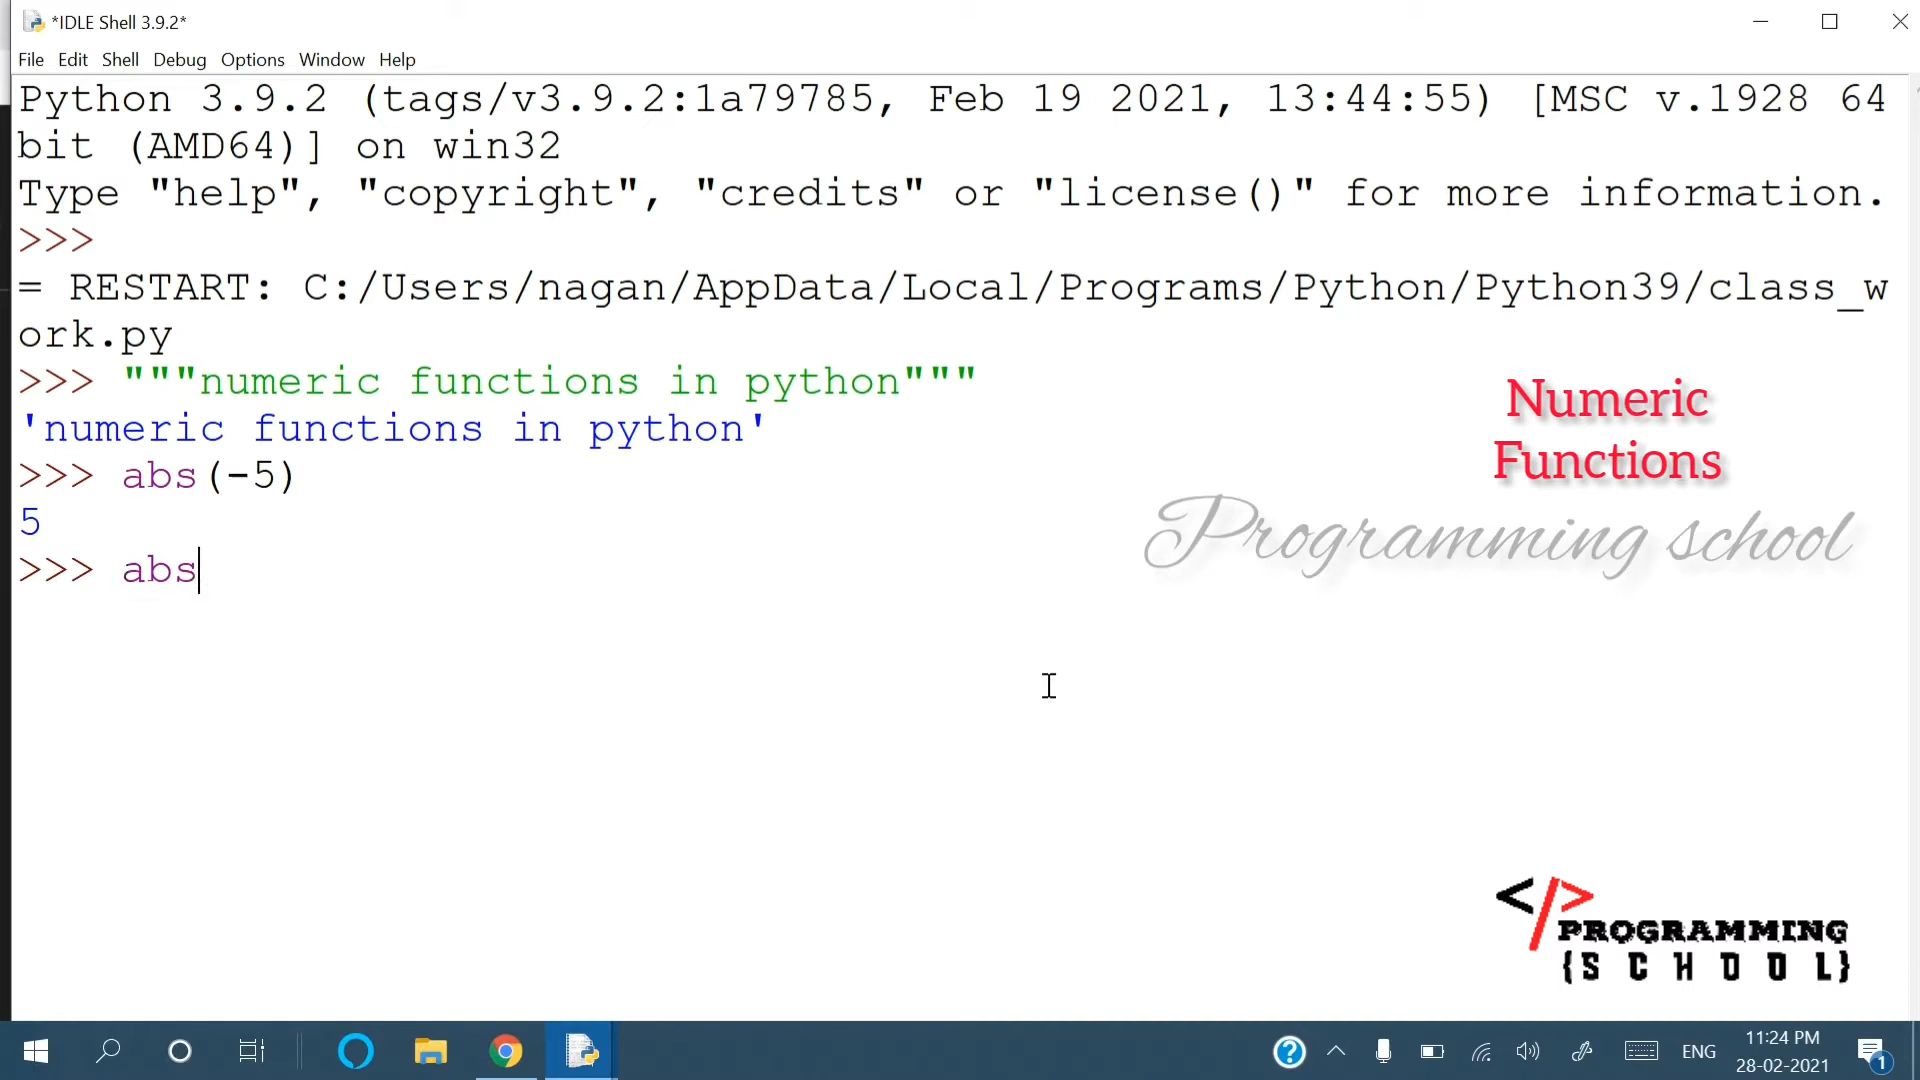 *IDLE Shell 3.9.2*
File Edit Shell Debug Options Window Help
Python 3.9.2 (tags/v3.9.2:1a79785, Feb 19 2021, 13:44:55) [MSC v.1928 64
bit (AMD64)] on win32
Type "help", "copyright", "credits" or "license()" for more information.
>>>
= RESTART: C:/Users/nagan/AppData/Local/Programs/Python/Python39/class_w
ork.py
>>> """numeric functions in python"""
'numeric functions in python'
>>> abs(-5)
5
>>> abs
Numeric
Functions
Programming school
</>
PROGRAMMING
{SCHOOL}
ENG
11:24 PM
28-02-2021
1